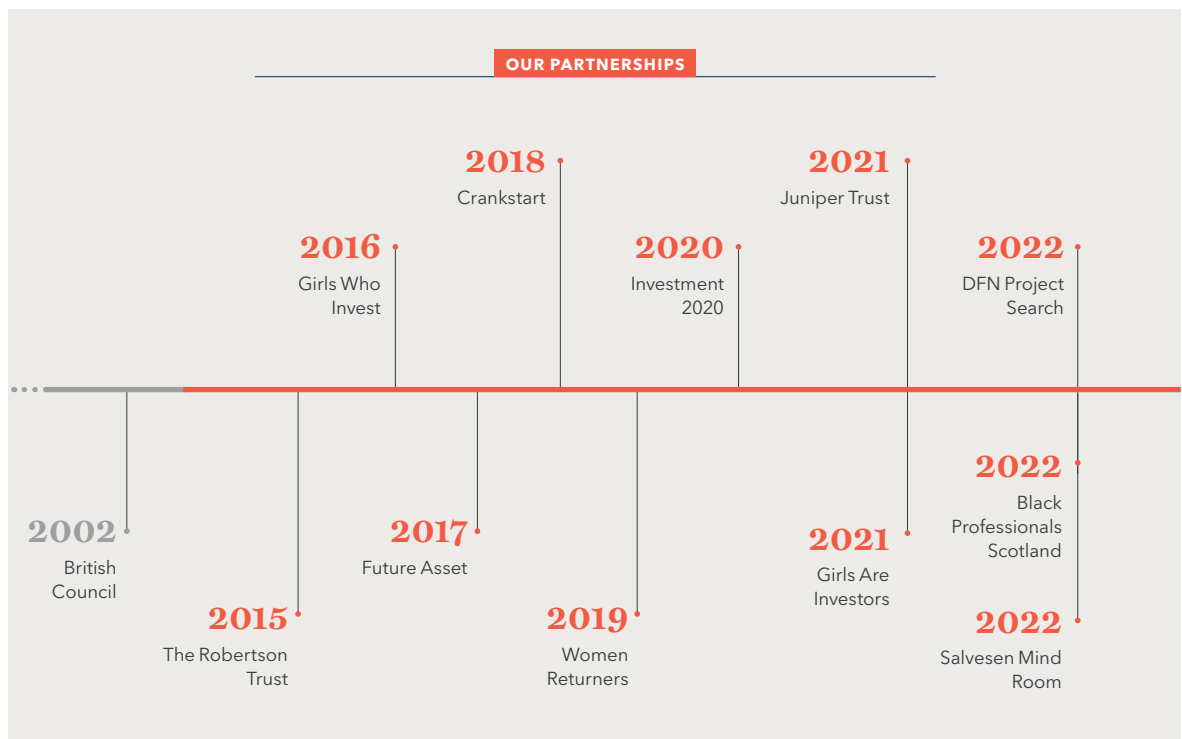 OUR PARTNERSHIPS
2018
Crankstart
2021
Juniper Trust
2016
Girls Who
Invest
2020
Investment
2020
2022
DFN Project
Search
2002
British
Council
2015
The Robertson
Trust
2017
Future Asset
2019
Women
Returners
2021
Girls Are
Investors
2022
Black
Professionals
Scotland
2022
Salvesen Mind
Room